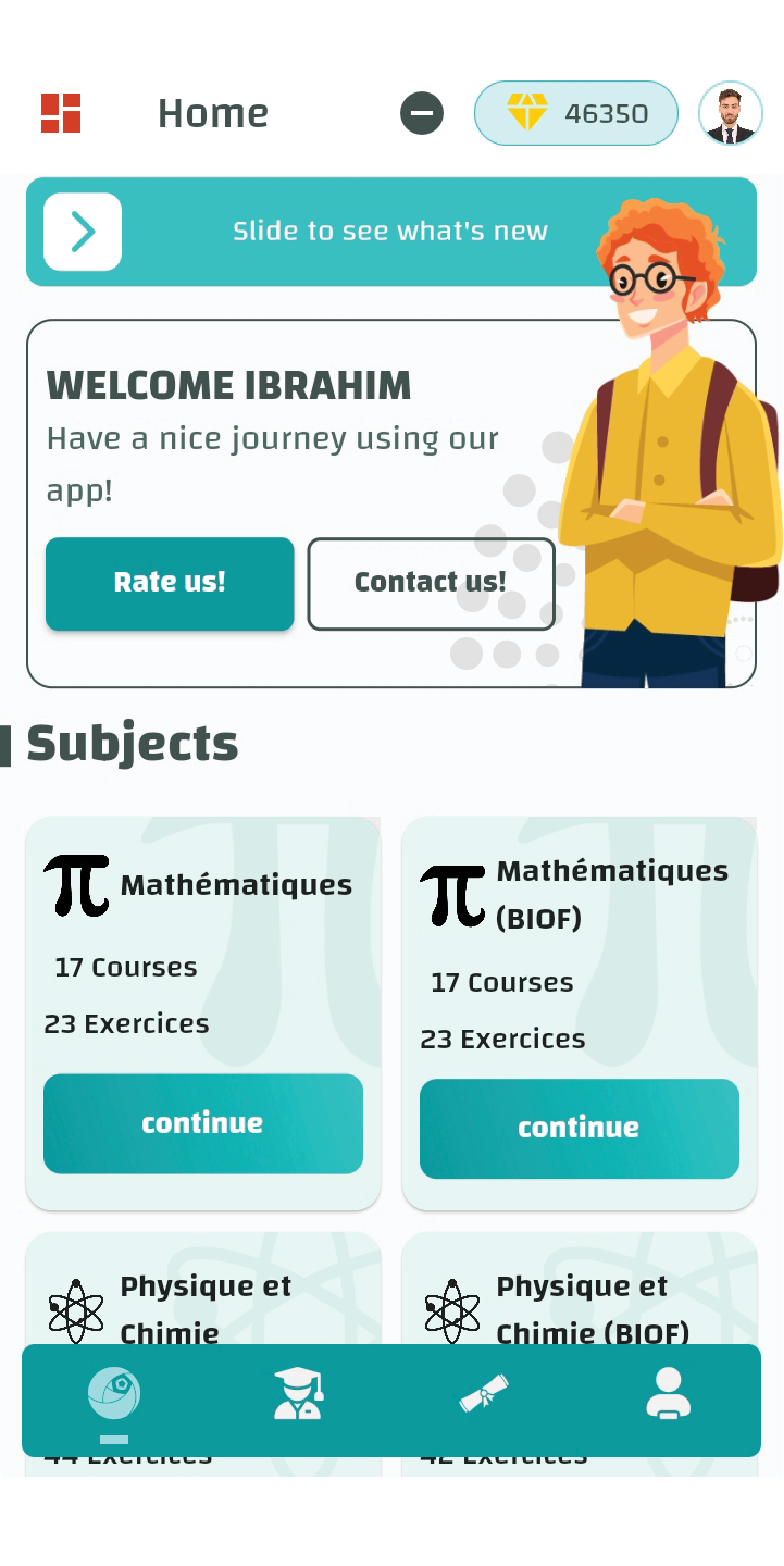 Home
46350
Slide to see what's new
WELCOME IBRAHIM
Have a nice journey using our
app!
Rate us!
Contact us!
Subjects
Mathématiques
17 Courses
23 Exercices
continue
Mathématiques
(BIOF)
17 Courses
23 Exercices
continue
Physique et
Chimie
Physique et
Chimie (BIOF)
44 Exercices
42 Exercices